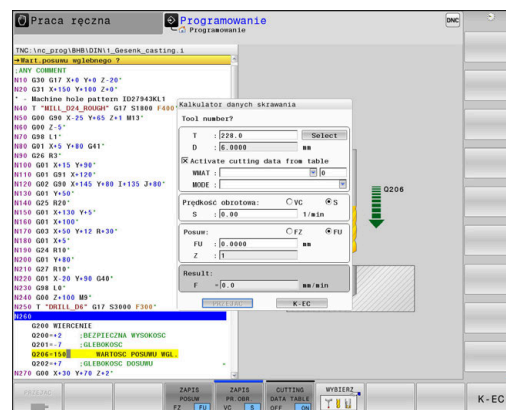 Praca ręczna
Programowanie
Programowanie
DNC
TNC:\nc_prog\BHB\DIN\1_Gesenk_casting.i
→Wart.posuwu wglebnego ?
;ANY COMMENT
N10 G30 G17 X+0 Y+0 Z-20*
N20 G31 X+150 Y+100 Z+0*
* - Machine hole pattern ID27943KL1
N40 T "MILL_D24_ROUGH" G17 S1800 F400*
N50 G00 G90 X-25 Y+65 Z+1 M13*
N60 G00 Z-5*
N70 G98 L1*
N80 G01 X+5 Y+80 G41*
N90 G26 R3*
N100 G01 X+15 Y+90*
N110 G01 G91 X+120*
N120 G02 G90 X+145 Y+80 I+135 J+80*
N130 G01 Y+50*
N140 G25 R20*
N150 G01 X+130 Y+5*
N160 G01 X+100*
N170 G03 X+50 Y+12 R+30*
N180 G01 X+5*
N190 G24 R10*
N200 G01 Y+80*
N210 G27 R10*
N220 G01 X-20 Y+90 G40*
N230 G98 L0*
N240 G00 Z+100 M9*
N250 T "DRILL_D6" G17 S3000 F300*
N260
G200 WIERCENIE
Q200=+2 ;BEZPIECZNA WYSOKOSC
Q201=-7 ;GLEBOKOSC
Q206=150 WARTOSC POSUWU WGL.
Q202=+7 ;GLEBOKOSC DOSUWU
N270 G00 X+30 Y+70 Z+2*
Kalkulator danych skrawania
Tool number?
T : 228.0 Select
D : 6.0000 mm
Activate cutting data from table
WMAT : 0
MODE :
Prędkość obrotowa: VC S
S : 0.00 1/min
Posuw: FZ FU
FU : 0.0000 mm
Z : 1
Result:
F = 0.0 mm/min
PRZEJAC K-EC
Q206
PRZEJAC
ZAPIS POSUW FZ FU
ZAPIS PR.OBR. VC S
CUTTING DATA TABLE OFF ON
WYBIERZ
K-EC